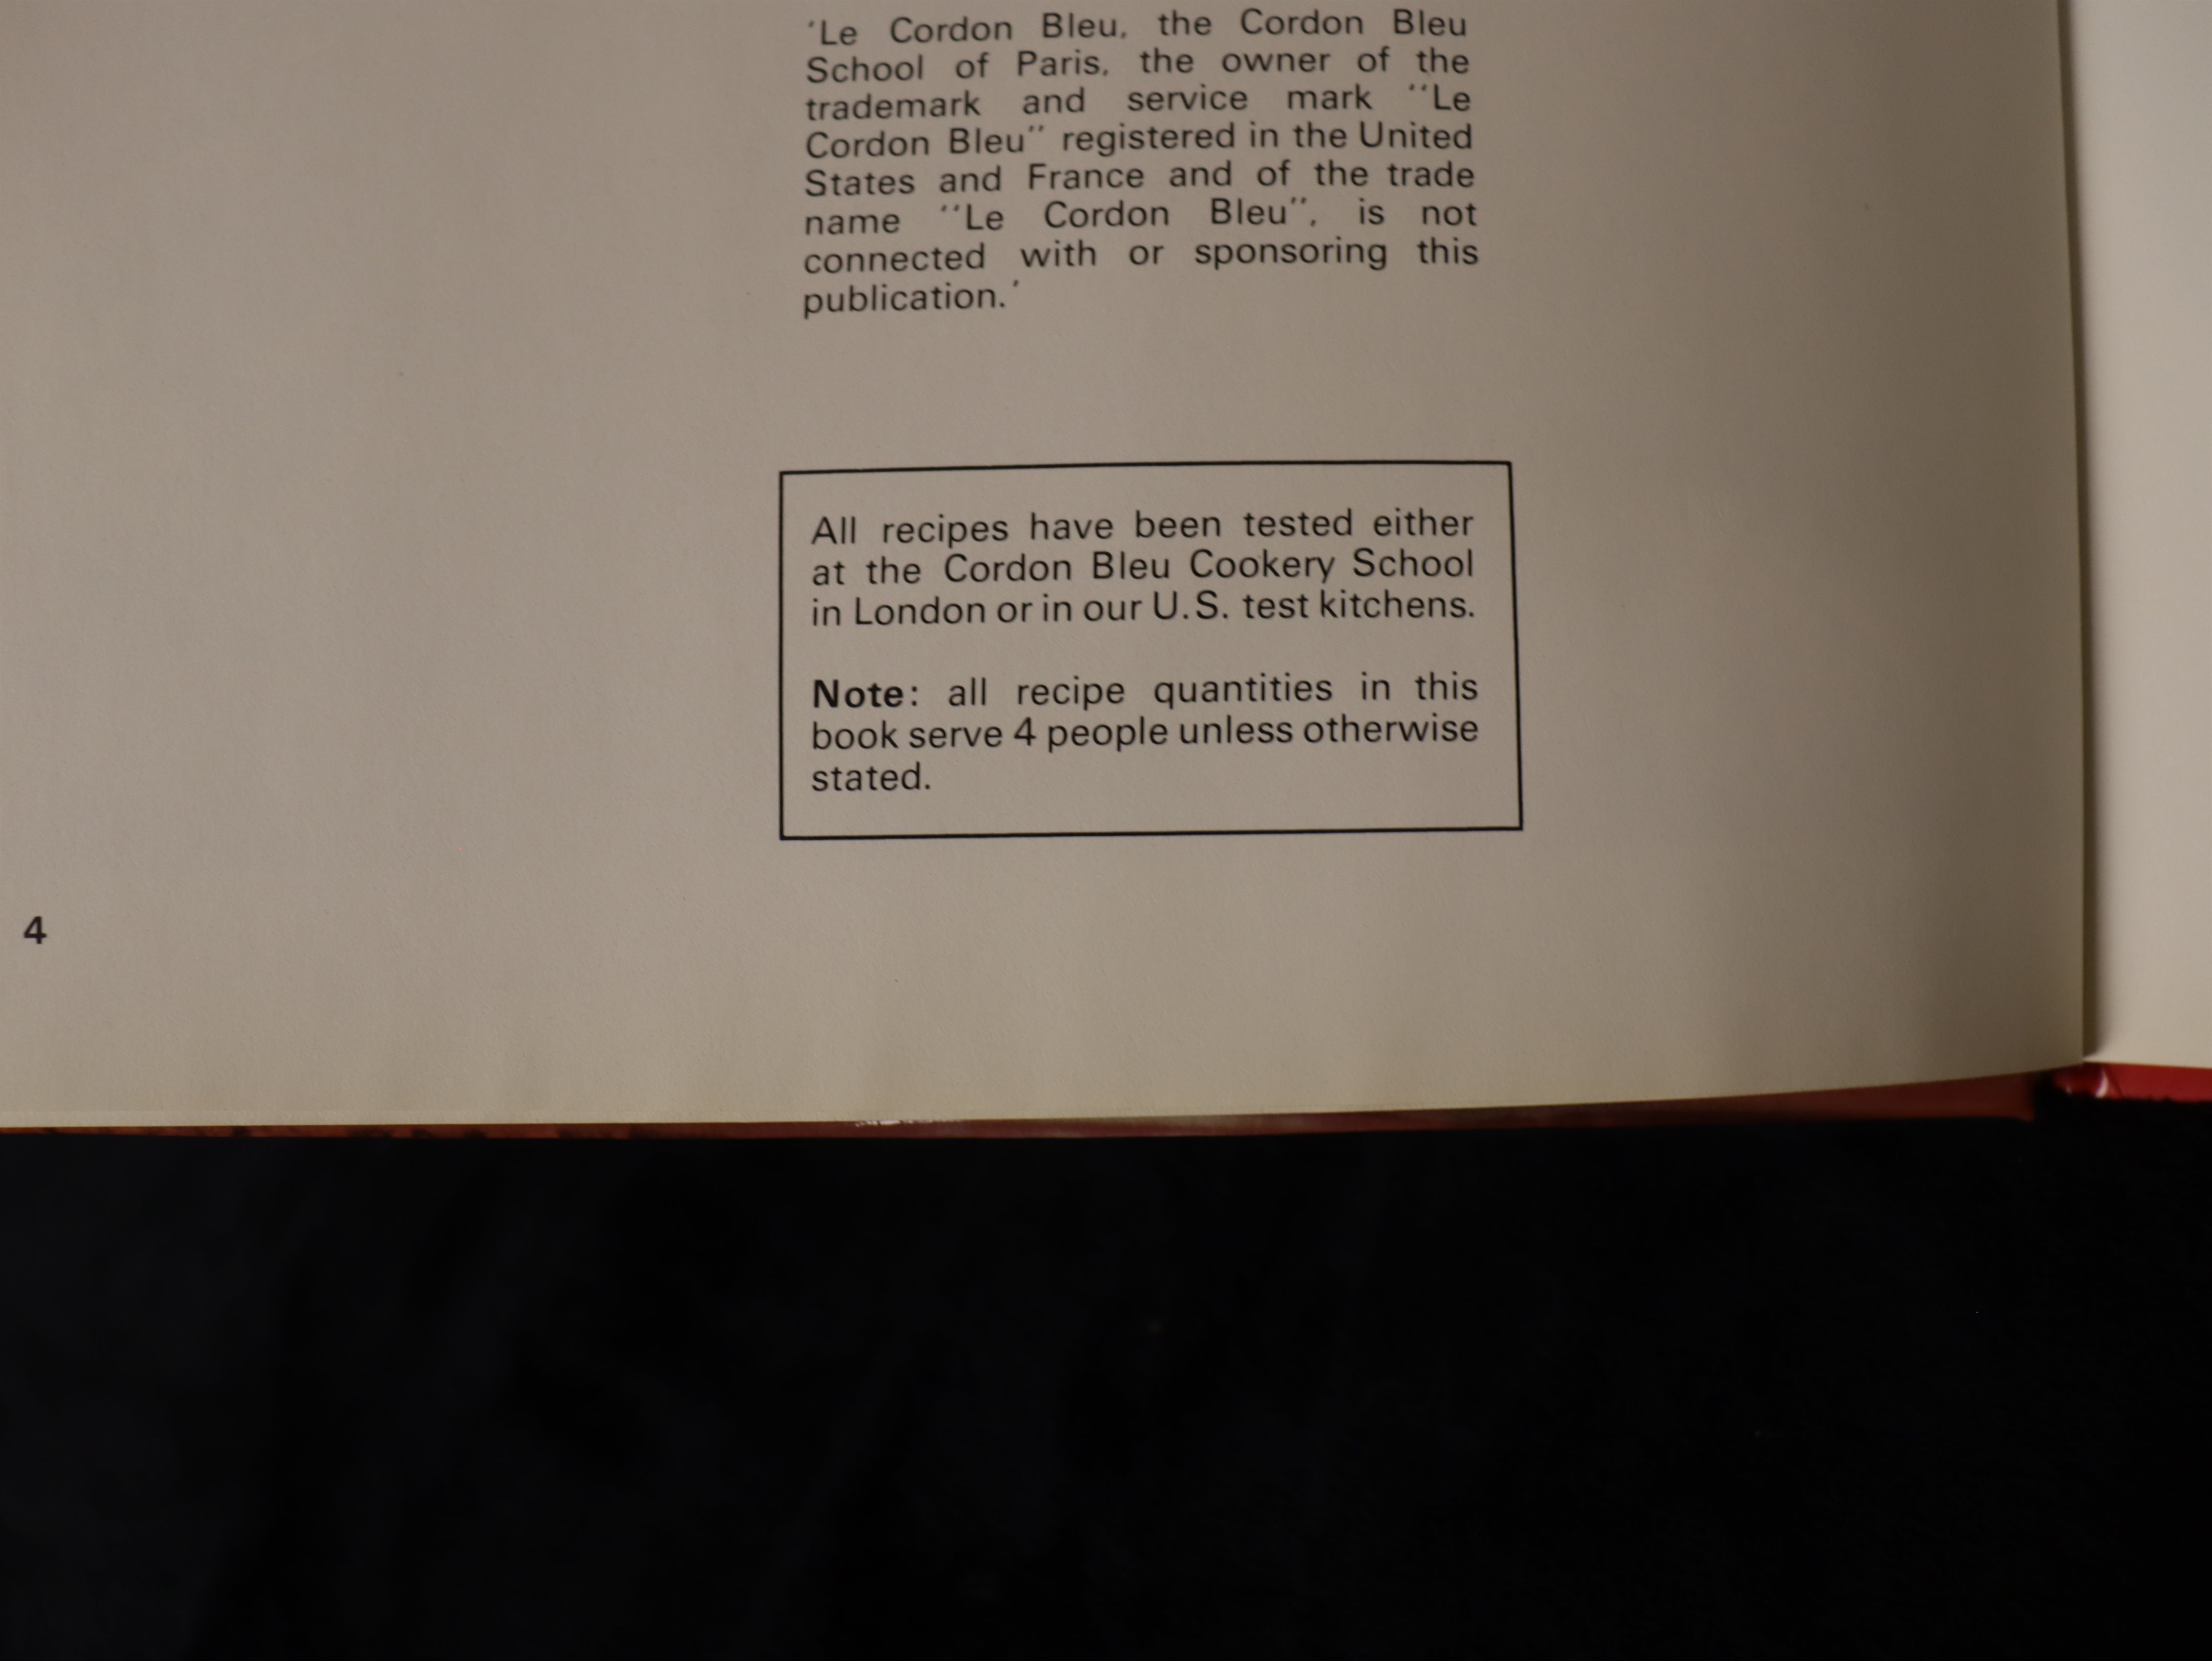 'Le Cordon Bleu, the Cordon Bleu
School of Paris, the owner of the
trademark and service mark ''Le
Cordon Bleu'' registered in the United
States and France and of the trade
name ''Le Cordon Bleu'', is not
connected with or sponsoring this
publication.'
All recipes have been tested either
at the Cordon Bleu Cookery School
in London or in our U.S. test kitchens.
Note: all recipe quantities in this
book serve 4 people unless otherwise
stated.
4